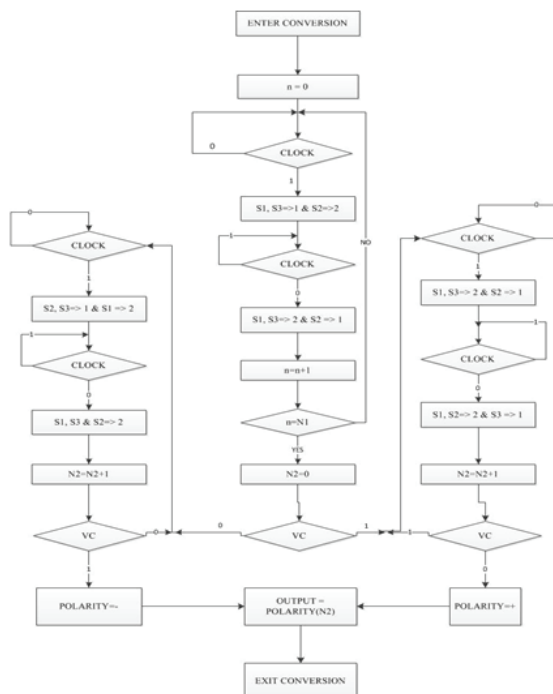 ENTER CONVERSION
n = 0
0
CLOCK
1
S1, S3=>1 & S2=>2
1
CLOCK
0
S1, S3=> 2 & S2 => 1
n=n+1
n=N1
NO
YES
N2=0
0
VC
1
0
CLOCK
1
S2, S3=> 1 & S1 => 2
1
CLOCK
0
S1, S3 & S2=> 2
N2=N2+1
VC
0
1
POLARITY=-
0
CLOCK
1
S1, S3=> 2 & S2 => 1
1
CLOCK
0
S1, S2=> 2 & S3 => 1
N2=N2+1
1
VC
0
POLARITY=+
OUTPUT =
POLARITY(N2)
EXIT CONVERSION